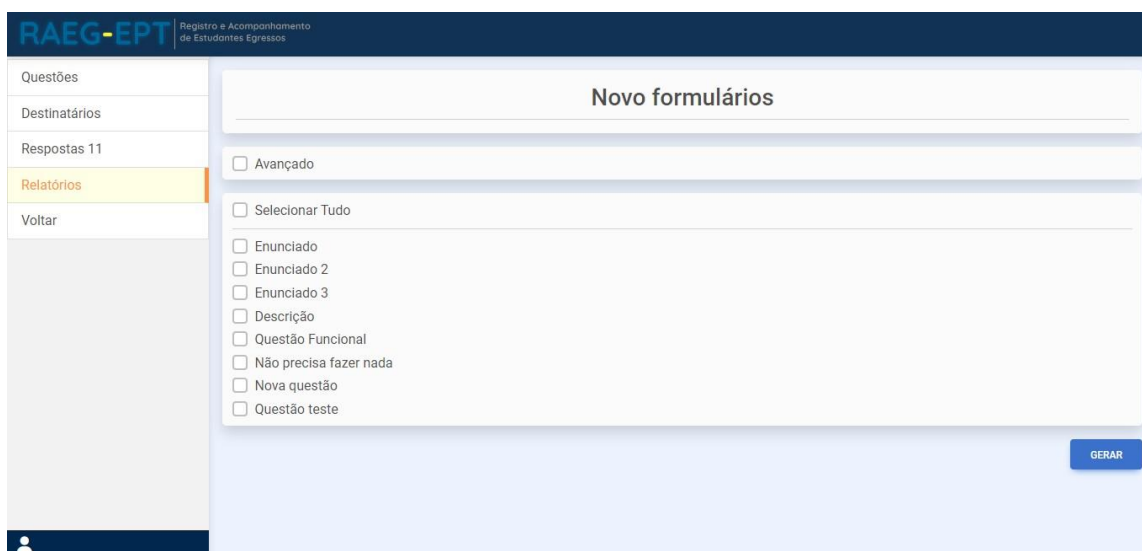 RAEG-EPT
Registro e Acompanhamento
de Estudantes Egressos
Questões
Destinatários
Respostas 11
Relatórios
Voltar
Novo formulários
Avançado
Selecionar Tudo
Enunciado
Enunciado 2
Enunciado 3
Descrição
Questão Funcional
Não precisa fazer nada
Nova questão
Questão teste
GERAR